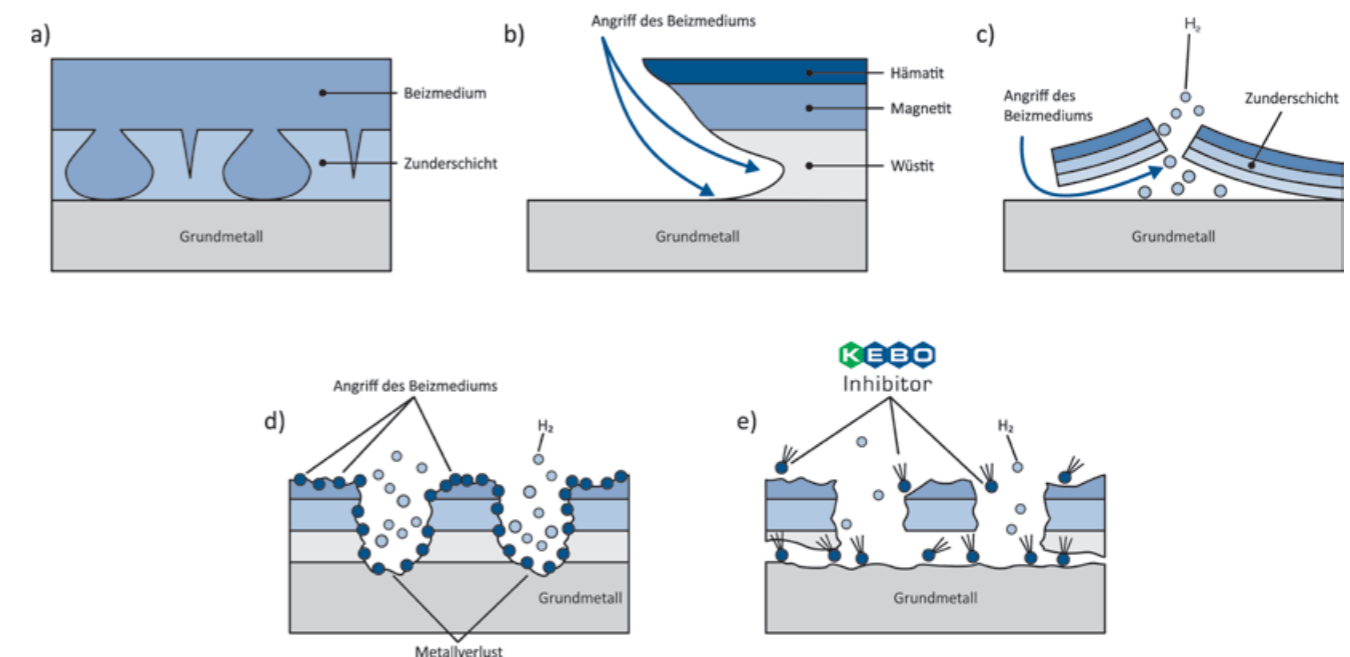 a)
Beizmedium
Zunderschicht
Grundmetall
b)
Angriff des Beizmediums
Hämatit
Magnetit
Wüstit
Grundmetall
c)
H₂
Angriff des
Beizmediums
Zunderschicht
Grundmetall
d)
Angriff des Beizmediums
H₂
Grundmetall
Metallverlust
e)
KEBO
Inhibitor
H₂
Grundmetall